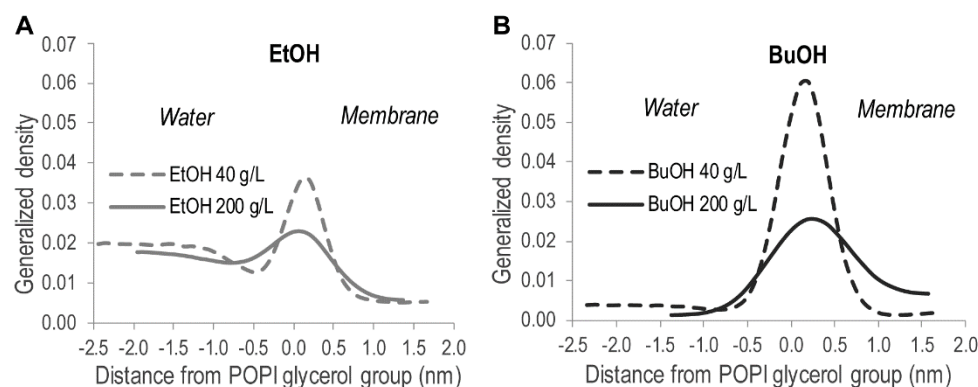 A
EtOH
0.07
0.06
0.05
0.04
0.03
0.02
0.01
0.00
Generalized density
Water
Membrane
EtOH 40 g/L
EtOH 200 g/L
-2.5 -2.0 -1.5 -1.0 -0.5 0.0 0.5 1.0 1.5 2.0
Distance from POPI glycerol group (nm)
B
BuOH
0.07
0.06
0.05
0.04
0.03
0.02
0.01
0.00
Generalized density
Water
Membrane
BuOH 40 g/L
BuOH 200 g/L
-2.5 -2.0 -1.5 -1.0 -0.5 0.0 0.5 1.0 1.5 2.0
Distance from POPI glycerol group (nm)